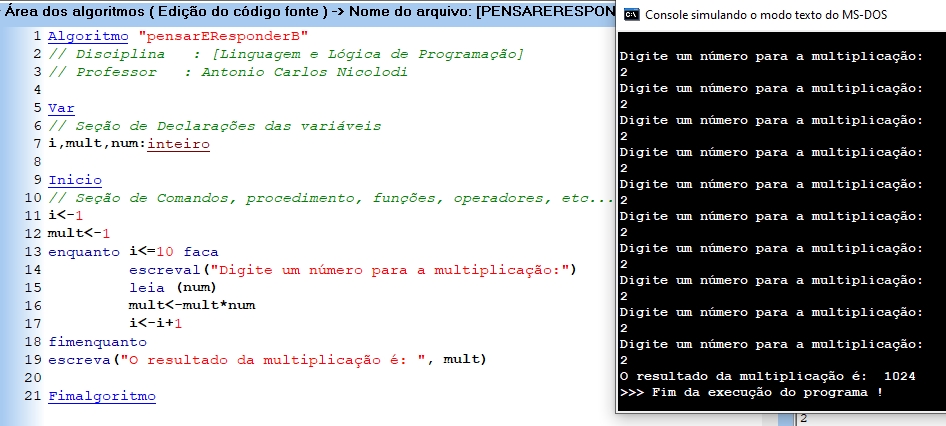 Área dos algoritmos ( Edição do código fonte ) -> Nome do arquivo: [PENSARERESPON
1 Algoritmo "pensarEResponderB"
2 // Disciplina   : [Linguagem e Lógica de Programação]
3 // Professor   : Antonio Carlos Nicolodi
4
5 Var
6 // Seção de Declarações das variáveis
7 i,mult,num:inteiro
8
9 Inicio
10 // Seção de Comandos, procedimento, funções, operadores, etc...
11 i<-1
12 mult<-1
13 enquanto i<=10 faca
14          escreval("Digite um número para a multiplicação:")
15          leia (num)
16          mult<-mult*num
17          i<-i+1
18 fimenquanto
19 escreva("O resultado da multiplicação é: ", mult)
20
21 Fimalgoritmo
Console simulando o modo texto do MS-DOS
Digite um número para a multiplicação:
2
Digite um número para a multiplicação:
2
Digite um número para a multiplicação:
2
Digite um número para a multiplicação:
2
Digite um número para a multiplicação:
2
Digite um número para a multiplicação:
2
Digite um número para a multiplicação:
2
Digite um número para a multiplicação:
2
Digite um número para a multiplicação:
2
Digite um número para a multiplicação:
2
O resultado da multiplicação é:  1024
>>> Fim da execução do programa !
2